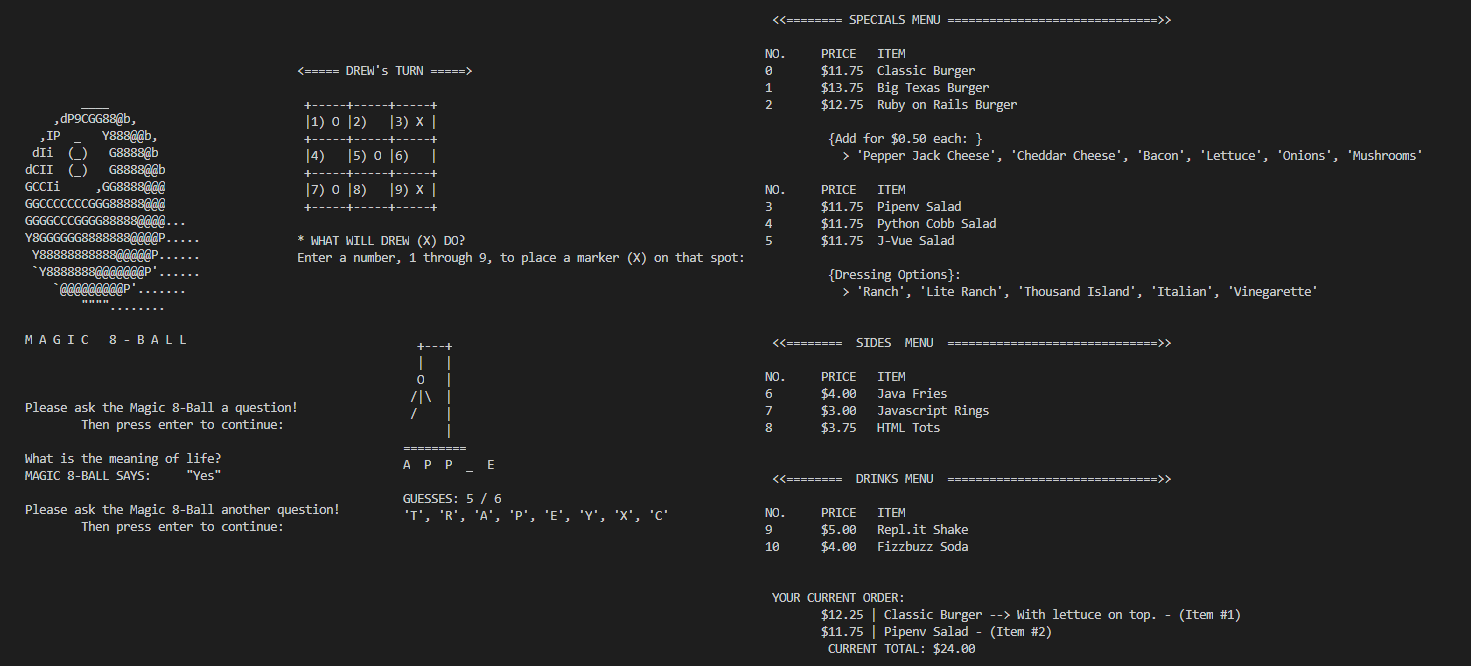 ____
    ,dP9CGG88@b,
  ,IP  _   Y888@@b,
 dIi  (_)   G8888@b
dCII  (_)   G8888@@b
GCCIi     ,GG8888@@@
GGCCCCCCCGGG88888@@@
GGGGCCCGGGG88888@@@@...
Y8GGGGGG8888888@@@@P.....
 Y88888888888@@@@@P......
 `Y8888888@@@@@@@P'......
    `@@@@@@@@@P'.......
        """"........

M A G I C   8 - B A L L

Please ask the Magic 8-Ball a question!
        Then press enter to continue:

What is the meaning of life?
MAGIC 8-BALL SAYS:     "Yes"

Please ask the Magic 8-Ball another question!
        Then press enter to continue:

<===== DREW's TURN =====>

 +-----+-----+-----+
 |1) O |2)   |3) X |
 +-----+-----+-----+
 |4)   |5) O |6)   |
 +-----+-----+-----+
 |7) O |8)   |9) X |
 +-----+-----+-----+

* WHAT WILL DREW (X) DO?
Enter a number, 1 through 9, to place a marker (X) on that spot:

  +---+
  |   |
  O   |
 /|\  |
 /    |
      |
=========
A  P  P  _  E

GUESSES: 5 / 6
'T', 'R', 'A', 'P', 'E', 'Y', 'X', 'C'

<<======== SPECIALS MENU ==============================>>

NO.     PRICE   ITEM
0       $11.75  Classic Burger
1       $13.75  Big Texas Burger
2       $12.75  Ruby on Rails Burger

         {Add for $0.50 each: }
           > 'Pepper Jack Cheese', 'Cheddar Cheese', 'Bacon', 'Lettuce', 'Onions', 'Mushrooms'

NO.     PRICE   ITEM
3       $11.75  Pipenv Salad
4       $11.75  Python Cobb Salad
5       $11.75  J-Vue Salad

         {Dressing Options}:
           > 'Ranch', 'Lite Ranch', 'Thousand Island', 'Italian', 'Vinegarette'

<<========  SIDES  MENU  ==============================>>

NO.     PRICE   ITEM
6       $4.00   Java Fries
7       $3.00   Javascript Rings
8       $3.75   HTML Tots

<<========  DRINKS MENU  ==============================>>

NO.     PRICE   ITEM
9       $5.00   Repl.it Shake
10      $4.00   Fizzbuzz Soda

 YOUR CURRENT ORDER:
        $12.25 | Classic Burger --> With lettuce on top. - (Item #1)
        $11.75 | Pipenv Salad - (Item #2)
         CURRENT TOTAL: $24.00